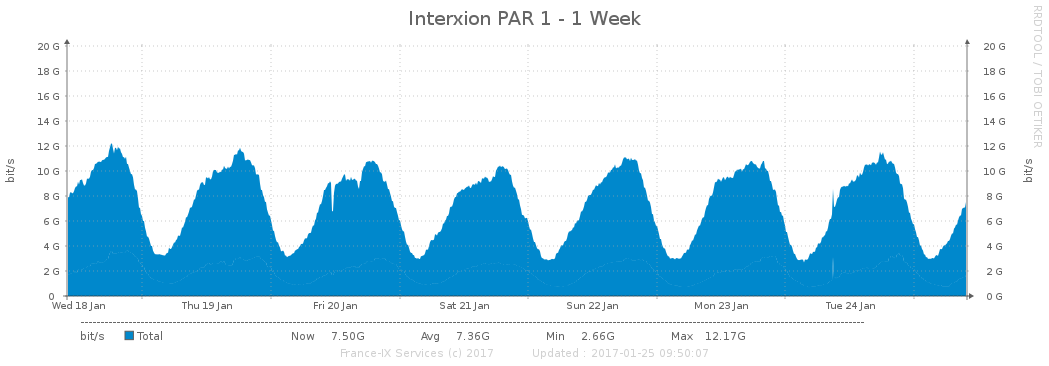 Interxion PAR 1 - 1 Week
RRDTOOL / TOBI OETIKER
bit/s
20 G 20 G
18 G 18 G
16 G 16 G
14 G 14 G
12 G 12 G
10 G 10 G
8 G 8 G
6 G 6 G
4 G 4 G
2 G 2 G
0 0 G
bit/s
Wed 18 Jan Thu 19 Jan Fri 20 Jan Sat 21 Jan Sun 22 Jan Mon 23 Jan Tue 24 Jan
bit/s Total Now 7.50G Avg 7.36G Min 2.66G Max 12.17G
France-IX Services (c) 2017 Updated : 2017-01-25 09:50:07